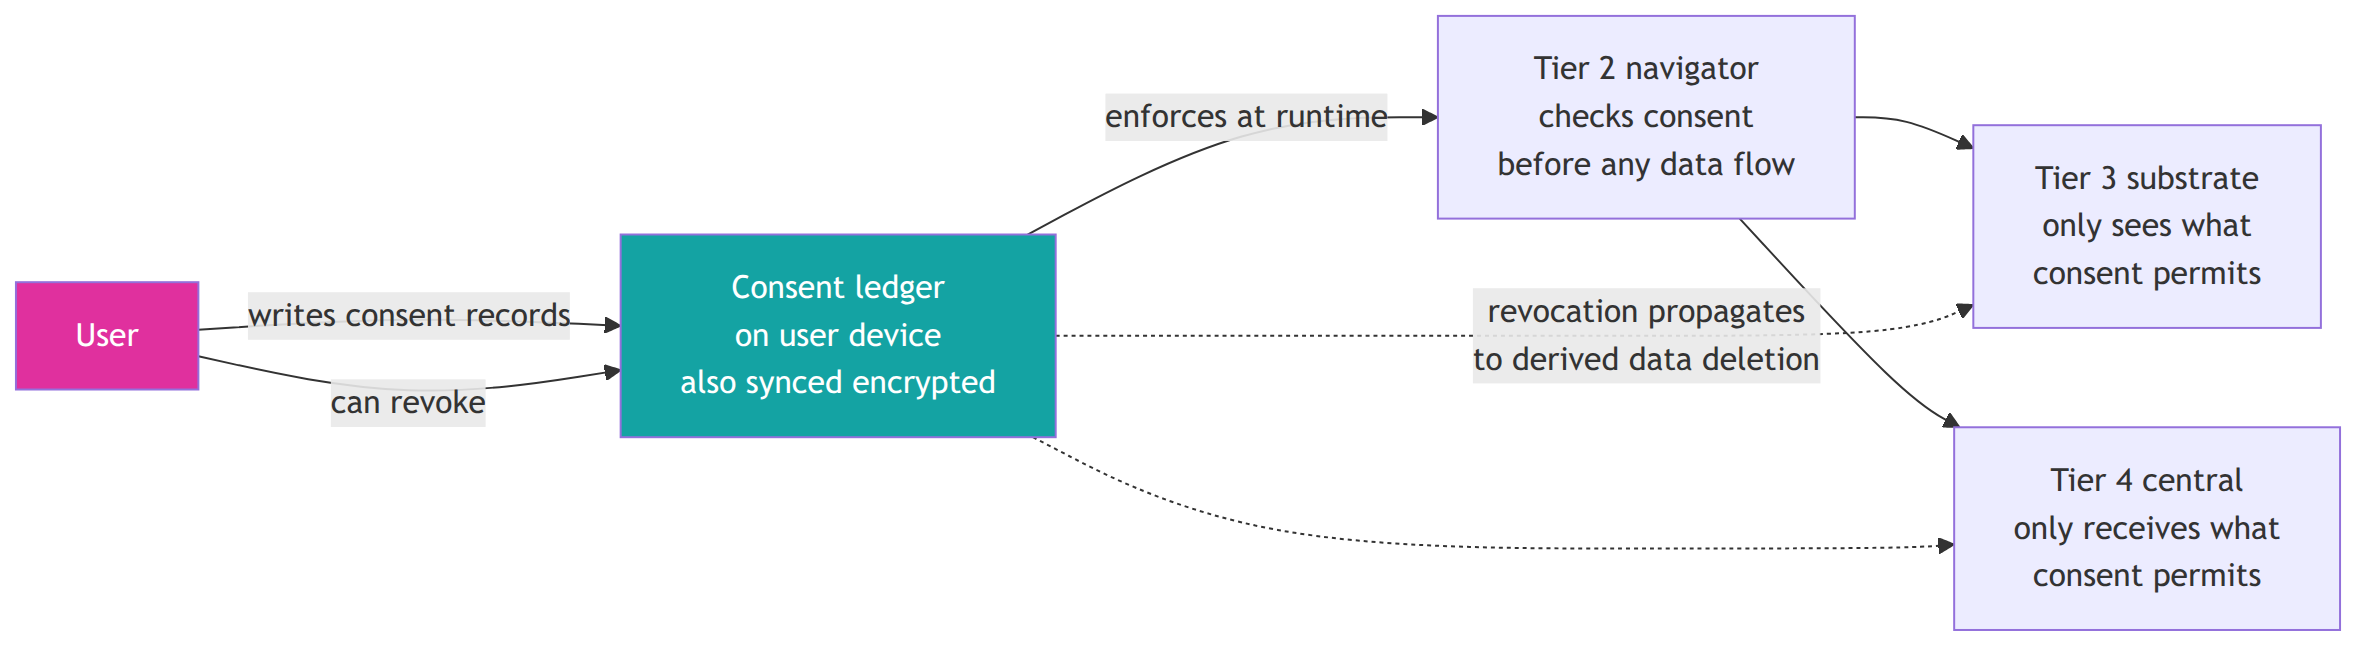 User
writes consent records
can revoke
Consent ledger
on user device
also synced encrypted
enforces at runtime
Tier 2 navigator
checks consent
before any data flow
revocation propagates
to derived data deletion
Tier 3 substrate
only sees what
consent permits
Tier 4 central
only receives what
consent permits